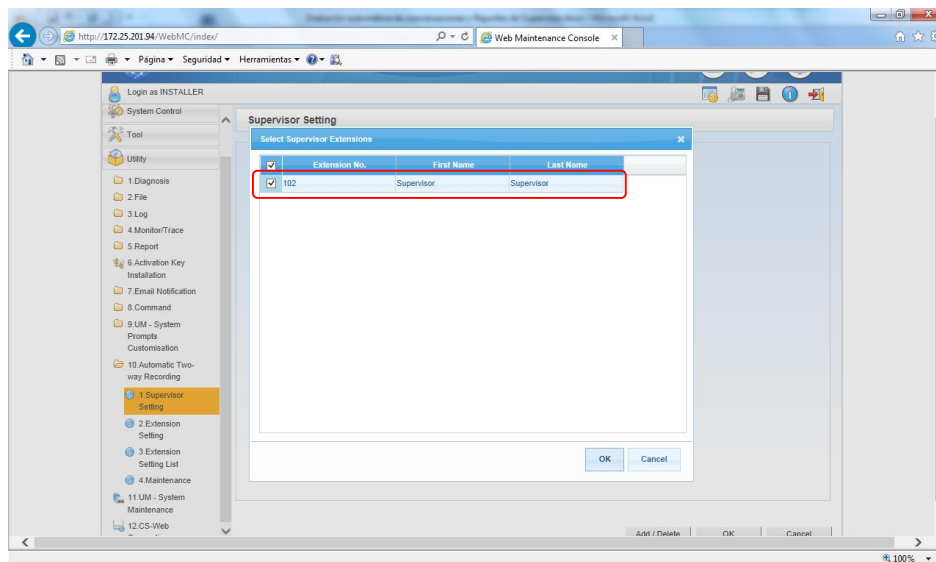 http://172.25.201.94/WebMC/index/
Web Maintenance Console
Página Seguridad Herramientas
Login as INSTALLER
System Control
Tool
Utility
1.Diagnosis
2.File
3.Log
4.Monitor/Trace
5.Report
6.Activation Key
Installation
7.Email Notification
8.Command
9.UM - System
Prompts
Customisation
10.Automatic Two-
way Recording
1.Supervisor
Setting
2.Extension
Setting
3.Extension
Setting List
4.Maintenance
11.UM - System
Maintenance
12.CS-Web
Supervisor Setting
Select Supervisor Extensions
Extension No. First Name Last Name
102 Supervisor Supervisor
OK Cancel
Add / Delete OK Cancel
100%